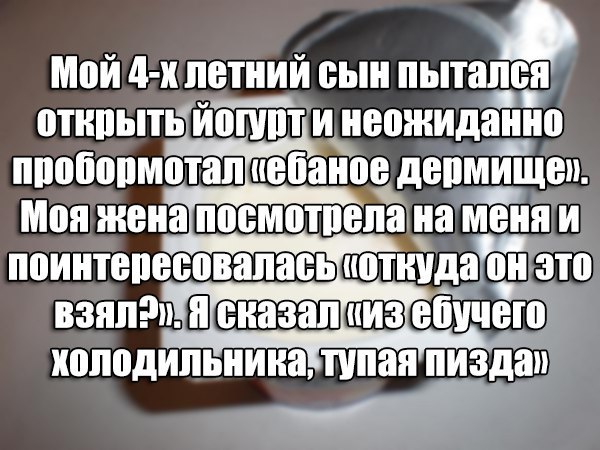 Мой 4-х летний сын пытался
открыть йогурт и неожиданно
пробормотал «ебаное дермище».
Моя жена посмотрела на меня и
поинтересовалась «откуда он это
взял?». Я сказал «из ебучего
холодильника, тупая пизда»